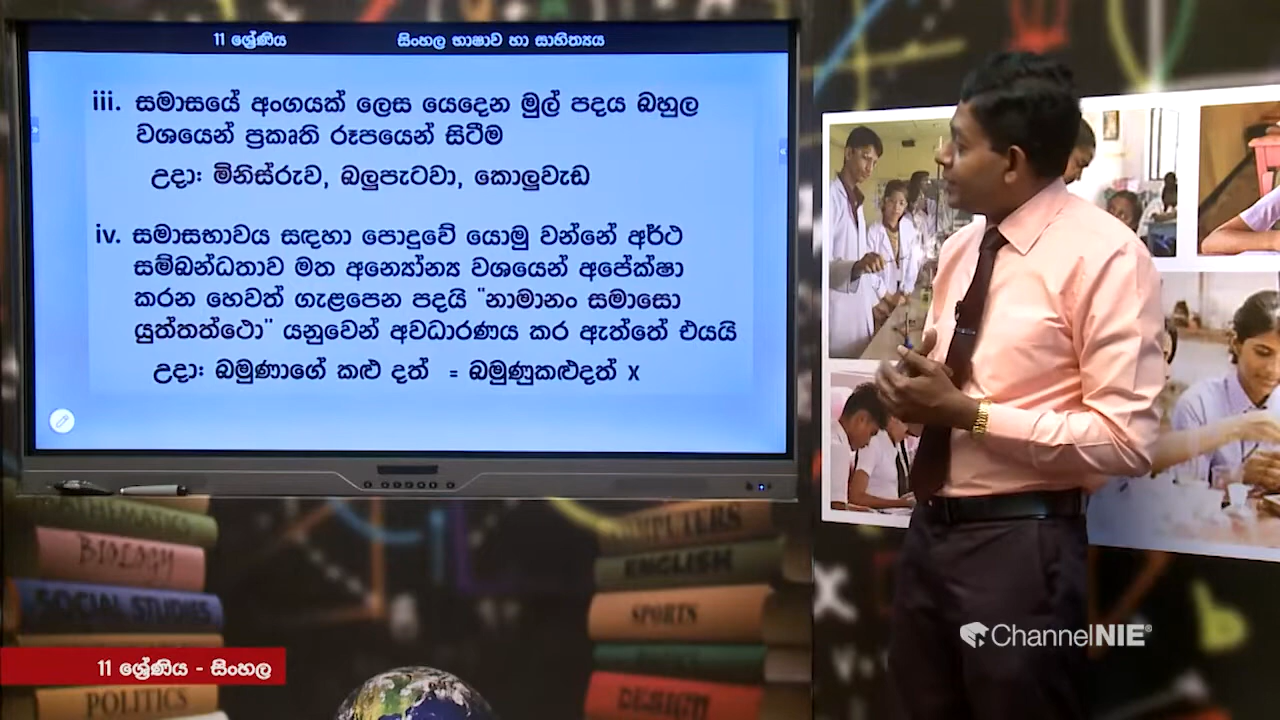 11 ශ්‍රේණිය
සිංහල භාෂාව හා සාහිත්‍යය
iii. සමාසයේ අංගයක් ලෙස යෙදෙන මුල් පදය බහුල
වශයෙන් ප්‍රකෘති රූපයෙන් සිටීම
උදා: මිනිස්රුව, බලුපැටවා, කොලුවැඩ
iv. සමාසභාවය සඳහා පොදුවේ යොමු වන්නේ අර්ථ
සම්බන්ධතාව මත අන්‍යෝන්‍ය වශයෙන් අපේක්ෂා
කරන හෙවත් ගැළපෙන පදයි "නාමානං සමාසො
යුත්තත්ථො" යනුවෙන් අවධාරණය කර ඇත්තේ එයයි
උදා: බමුණාගේ කළු දත් = බමුණුකළුදත් x
MATHEMATICS
BIOLOGY
SOCIAL STUDIES
POLITICS
COMPUTERS
ENGLISH
SPORTS
DESIGN
ChannelNIE®
11 ශ්‍රේණිය - සිංහල